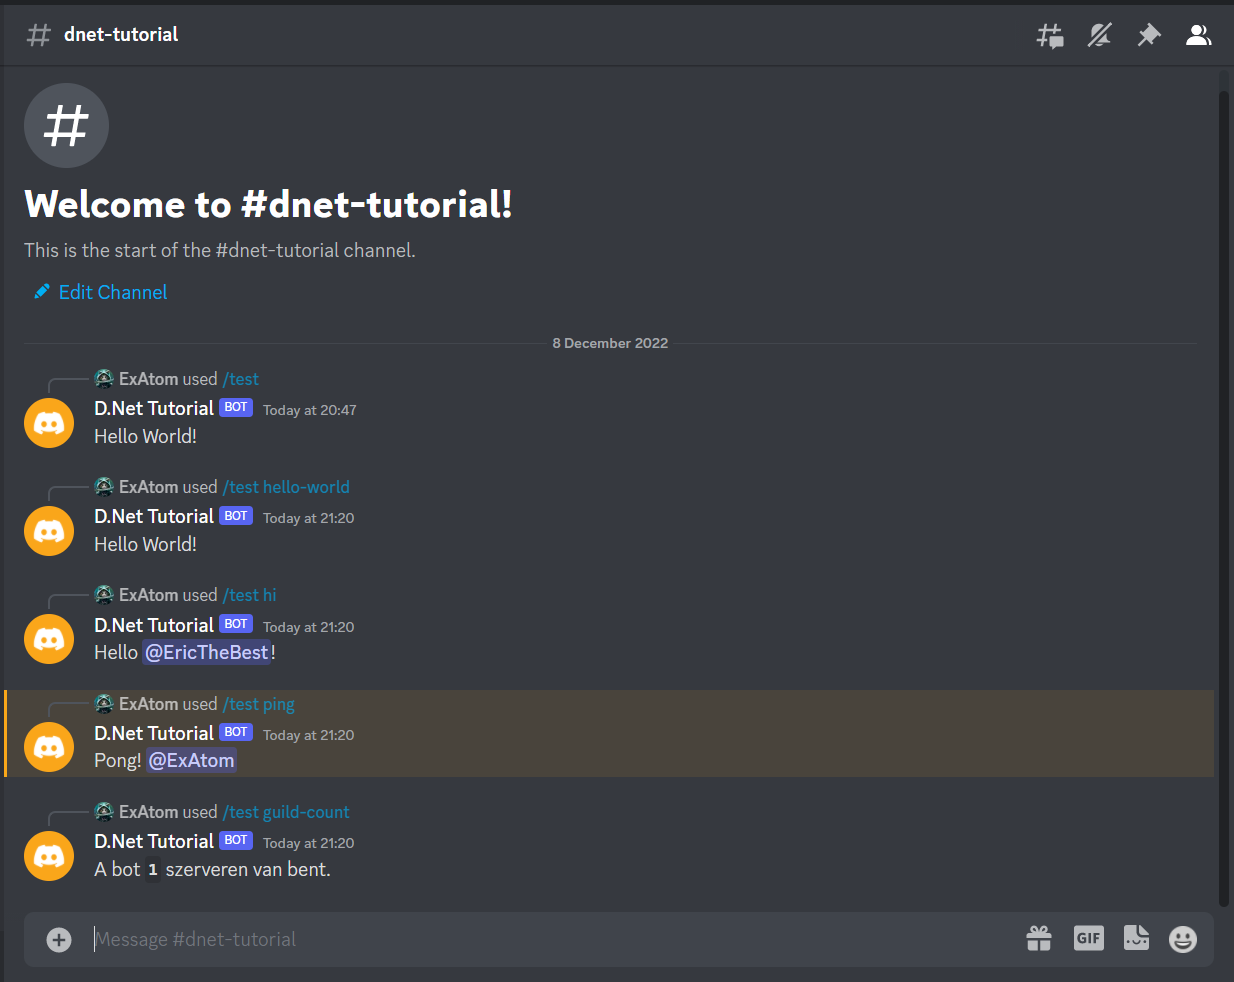 dnet-tutorial
Welcome to #dnet-tutorial!
This is the start of the #dnet-tutorial channel.
Edit Channel
8 December 2022
ExAtom used /test
D.Net Tutorial BOT Today at 20:47
Hello World!
ExAtom used /test hello-world
D.Net Tutorial BOT Today at 21:20
Hello World!
ExAtom used /test hi
D.Net Tutorial BOT Today at 21:20
Hello @EricTheBest!
ExAtom used /test ping
D.Net Tutorial BOT Today at 21:20
Pong! @ExAtom
ExAtom used /test guild-count
D.Net Tutorial BOT Today at 21:20
A bot 1 szerveren van bent.
Message #dnet-tutorial GIF